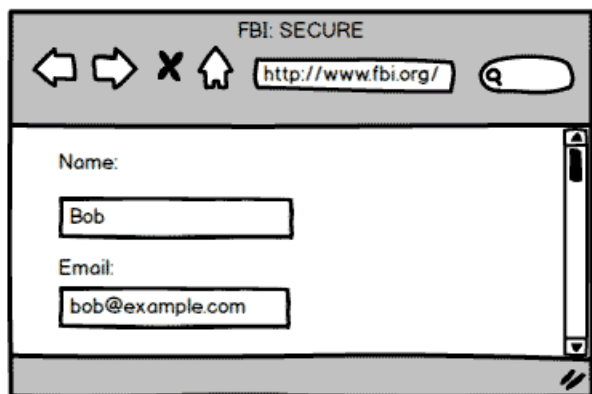 FBI: SECURE
http://www.fbi.org/
Name:
Bob
Email:
bob@example.com